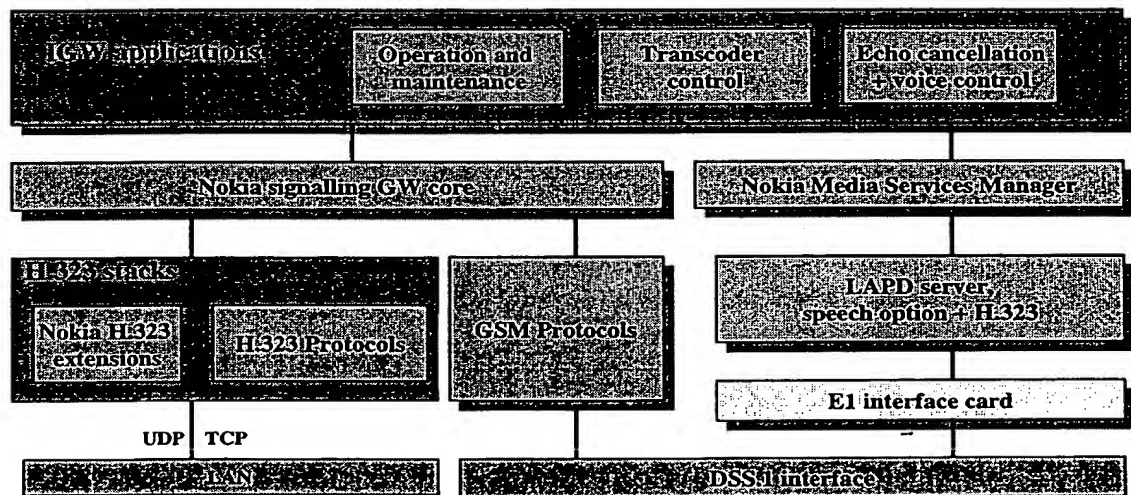 IGW applications
Operation and
maintenance
Transcoder
control
Echo cancellation
+ voice control
Nokia signalling GW core
Nokia Media Services Manager
H.323 stacks
Nokia H.323
extensions
H.323 Protocols
GSM Protocols
LAPD server,
speech option + H.323
E1 interface card
UDP TCP
LAN
DSS.1 interface